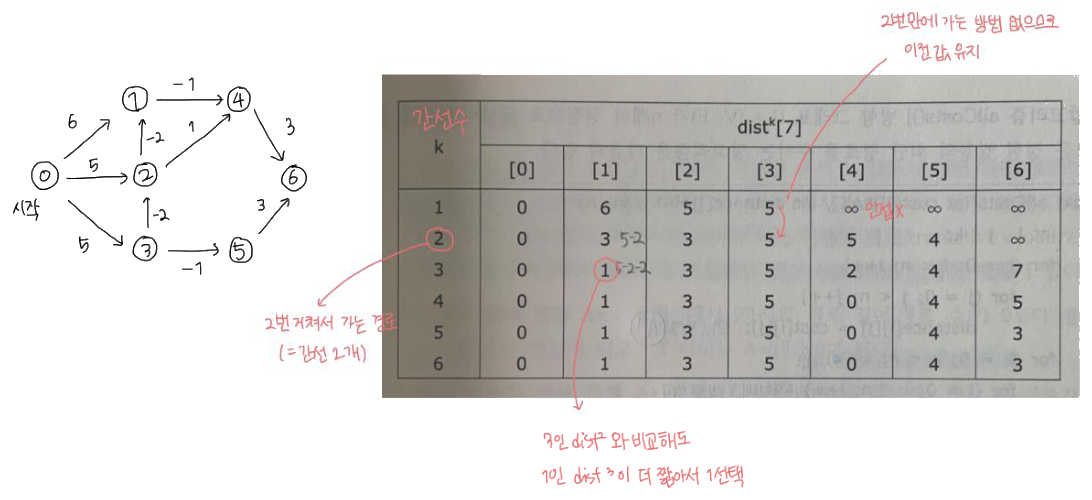 2번만에 가는 방법 없으므로
이전값 유지
-1
1
4
6
-2
1
3
0
5
2
6
시작
5
-2
3
3
-1
5
간선수
k
distᵏ[7]
[0] [1] [2] [3] [4] [5] [6]
1 0 6 5 5 ∞ 인접X ∞ ∞
2 0 3 5-2 3 5 5 4 ∞
3 0 1 5-2-2 3 5 2 4 7
4 0 1 3 5 0 4 5
5 0 1 3 5 0 4 3
6 0 1 3 5 0 4 3
2번 거쳐서 가는 경로
(=간선 2개)
3인 dist² 와 비교해도
1인 dist³이 더 짧아서 1선택